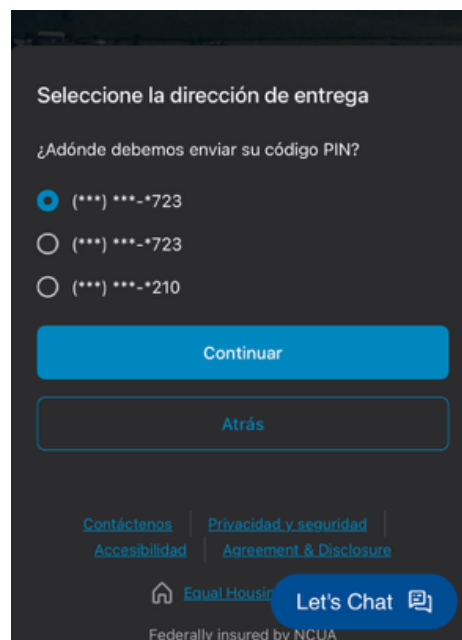 Seleccione la dirección de entrega
¿Adónde debemos enviar su código PIN?
(***) ***-*723
(***) ***-*723
(***) ***-*210
Continuar
Atrás
Contáctenos Privacidad y seguridad
Accesibilidad Agreement & Disclosure
Equal Housin
Let's Chat
Federally insured by NCUA